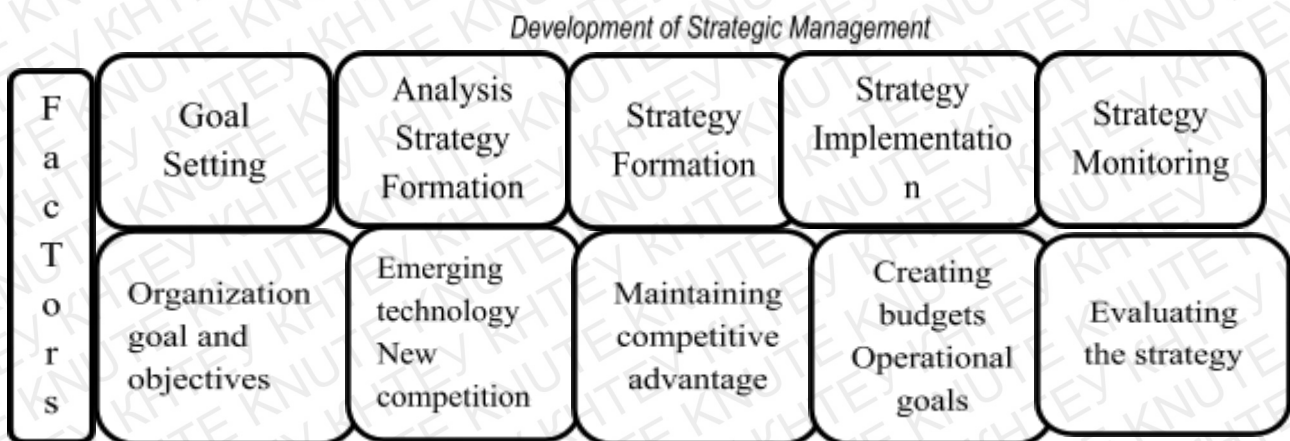 Development of Strategic Management
F
a
c
T
o
r
s
Goal
Setting
Analysis
Strategy
Formation
Strategy
Formation
Strategy
Implementatio
n
Strategy
Monitoring
Organization
goal and
objectives
Emerging
technology
New
competition
Maintaining
competitive
advantage
Creating
budgets
Operational
goals
Evaluating
the strategy